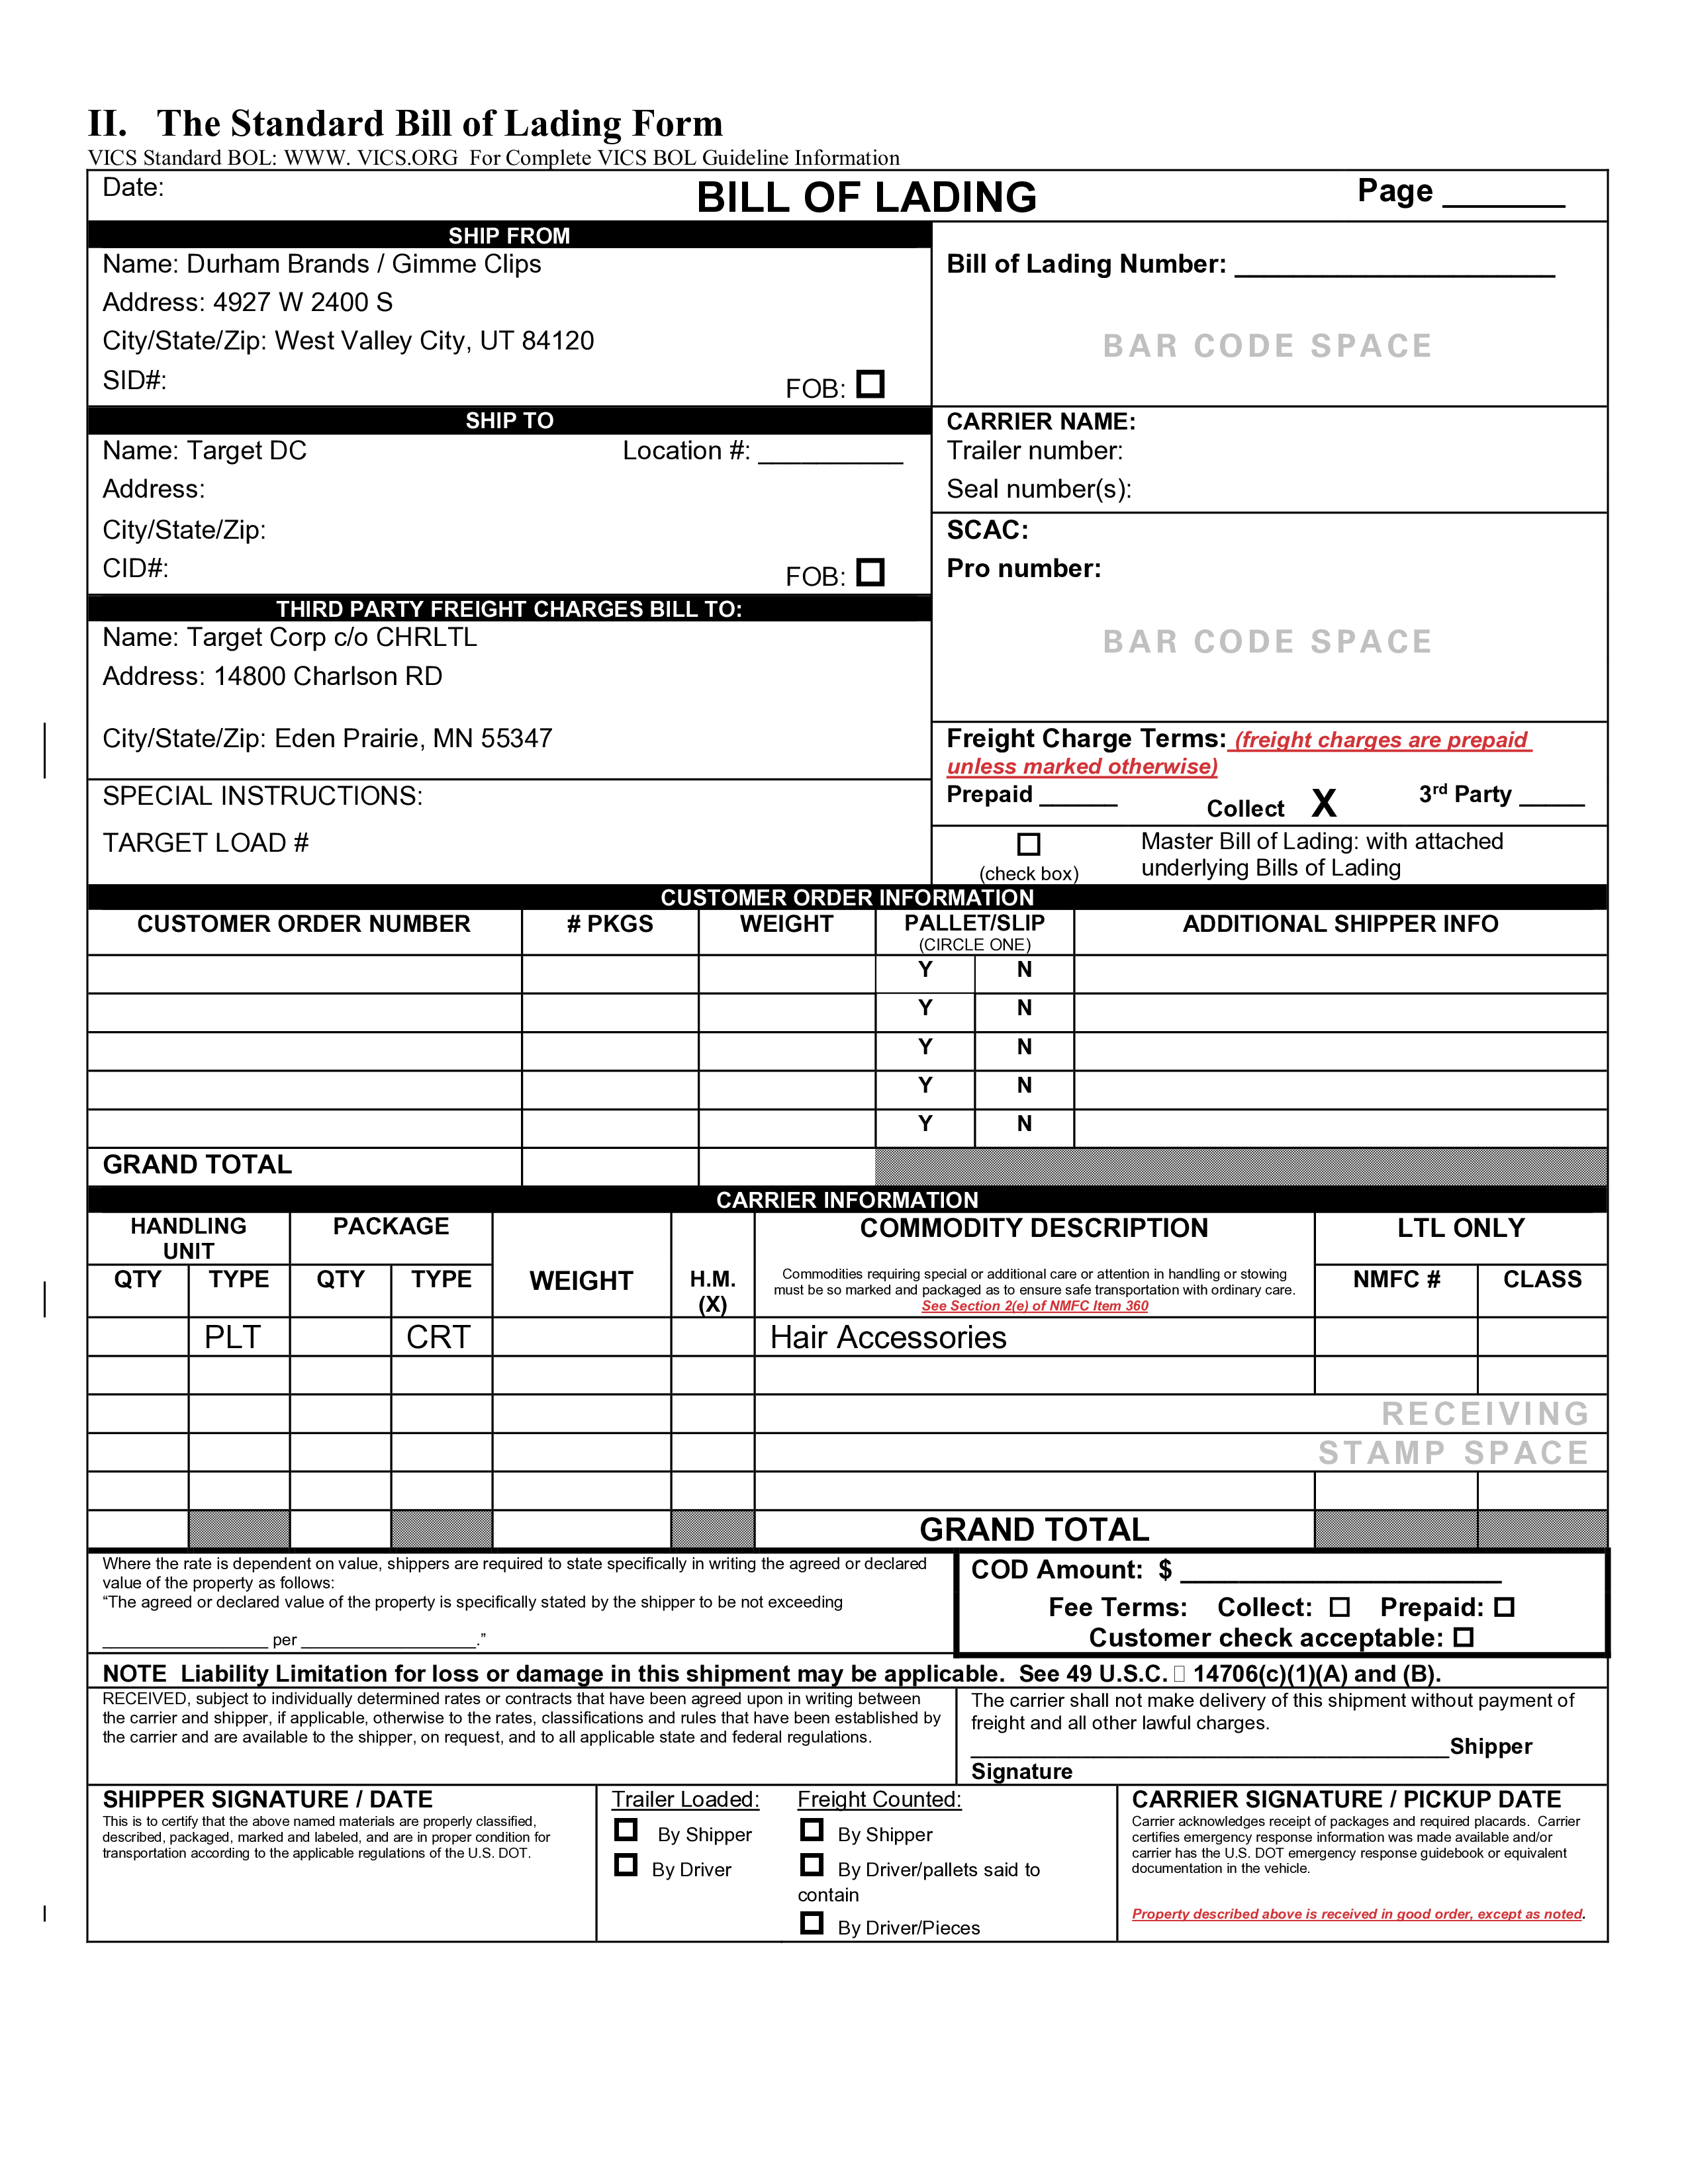 II. The Standard Bill of Lading Form
VICS Standard BOL: WWW. VICS.ORG For Complete VICS BOL Guideline Information
Date:
BILL OF LADING
Page _______
SHIP FROM
Name: Durham Brands / Gimme Clips
Address: 4927 W 2400 S
City/State/Zip: West Valley City, UT 84120
SID#:
FOB: ☐
Bill of Lading Number: ______________________
BAR CODE SPACE
SHIP TO
Name: Target DC
Location #: __________
Address:
City/State/Zip:
CID#:
FOB: ☐
CARRIER NAME:
Trailer number:
Seal number(s):
SCAC:
Pro number:
BAR CODE SPACE
THIRD PARTY FREIGHT CHARGES BILL TO:
Name: Target Corp c/o CHRLTL
Address: 14800 Charlson RD
City/State/Zip: Eden Prairie, MN 55347
SPECIAL INSTRUCTIONS:
TARGET LOAD #
Freight Charge Terms: (freight charges are prepaid
unless marked otherwise)
Prepaid ______ Collect X 3rd Party _____
☐
(check box)
Master Bill of Lading: with attached
underlying Bills of Lading
CUSTOMER ORDER INFORMATION
CUSTOMER ORDER NUMBER # PKGS WEIGHT PALLET/SLIP ADDITIONAL SHIPPER INFO
(CIRCLE ONE)
Y N
Y N
Y N
Y N
Y N
GRAND TOTAL
CARRIER INFORMATION
HANDLING
UNIT
PACKAGE
COMMODITY DESCRIPTION
LTL ONLY
QTY TYPE QTY TYPE WEIGHT H.M.
(X)
Commodities requiring special or additional care or attention in handling or stowing
must be so marked and packaged as to ensure safe transportation with ordinary care.
See Section 2(e) of NMFC Item 360
NMFC # CLASS
PLT CRT Hair Accessories
RECEIVING
STAMP SPACE
GRAND TOTAL
Where the rate is dependent on value, shippers are required to state specifically in writing the agreed or declared
value of the property as follows:
“The agreed or declared value of the property is specifically stated by the shipper to be not exceeding
__________________ per ___________________.”
COD Amount: $ ______________________
Fee Terms: Collect: ☐ Prepaid: ☐
Customer check acceptable: ☐
NOTE Liability Limitation for loss or damage in this shipment may be applicable. See 49 U.S.C. 14706(c)(1)(A) and (B).
RECEIVED, subject to individually determined rates or contracts that have been agreed upon in writing between
the carrier and shipper, if applicable, otherwise to the rates, classifications and rules that have been established by
the carrier and are available to the shipper, on request, and to all applicable state and federal regulations.
The carrier shall not make delivery of this shipment without payment of
freight and all other lawful charges.
_______________________________________Shipper
Signature
SHIPPER SIGNATURE / DATE
This is to certify that the above named materials are properly classified,
described, packaged, marked and labeled, and are in proper condition for
transportation according to the applicable regulations of the U.S. DOT.
Trailer Loaded:
☐ By Shipper
☐ By Driver
Freight Counted:
☐ By Shipper
☐ By Driver/pallets said to
contain
☐ By Driver/Pieces
CARRIER SIGNATURE / PICKUP DATE
Carrier acknowledges receipt of packages and required placards. Carrier
certifies emergency response information was made available and/or
carrier has the U.S. DOT emergency response guidebook or equivalent
documentation in the vehicle.
Property described above is received in good order, except as noted.